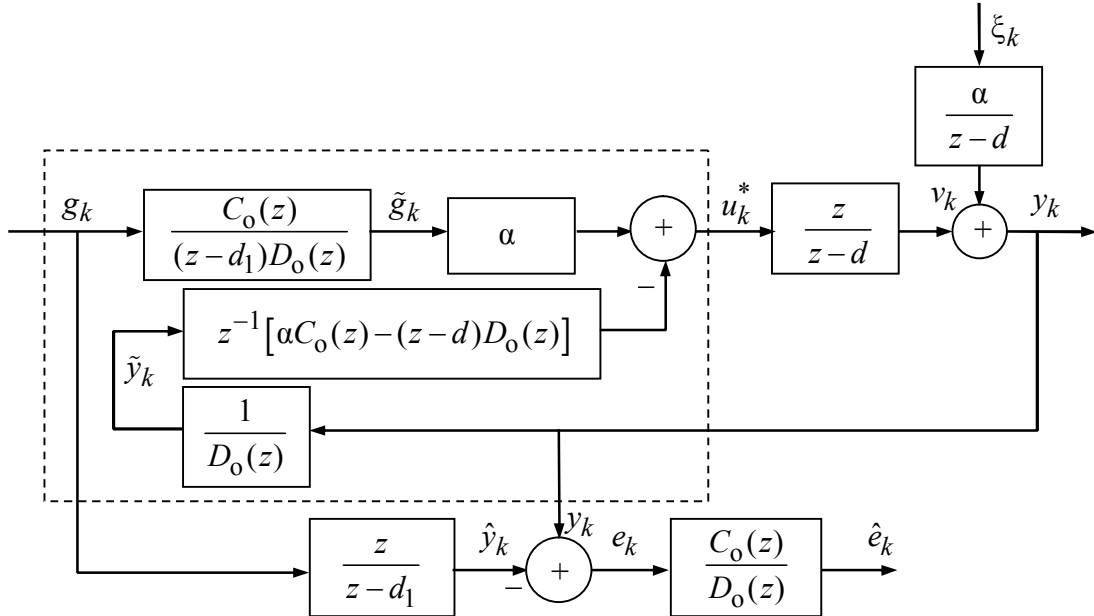 ξ_k
α
z − d
g_k
C_o(z)
(z − d_1)D_o(z)
g̃_k
α
+
−
u_k^*
z
z − d
v_k
+
y_k
z^{-1}[αC_o(z) − (z − d)D_o(z)]
ỹ_k
1
D_o(z)
z
z − d_1
ŷ_k
−
y_k
+
e_k
C_o(z)
D_o(z)
ê_k